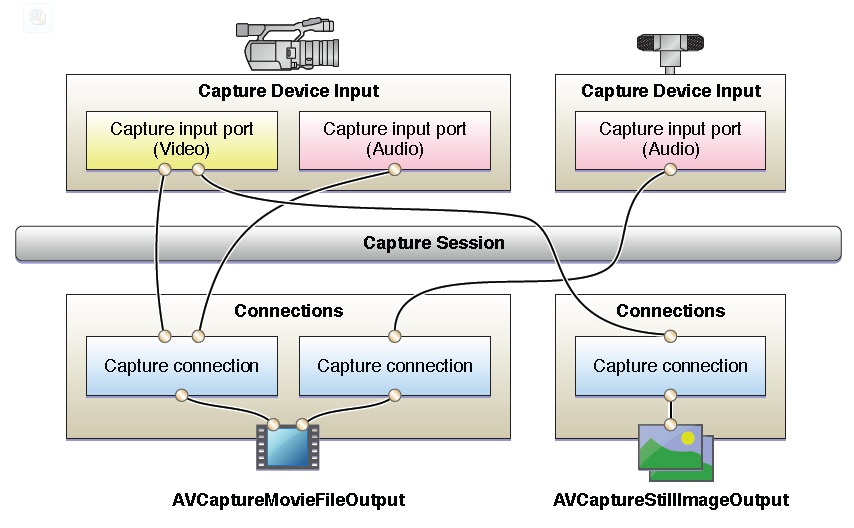 Capture Device Input
Capture input port
(Video)
Capture input port
(Audio)
Capture Device Input
Capture input port
(Audio)
Capture Session
Connections
Capture connection
Capture connection
Connections
Capture connection
AVCaptureMovieFileOutput
AVCaptureStillImageOutput